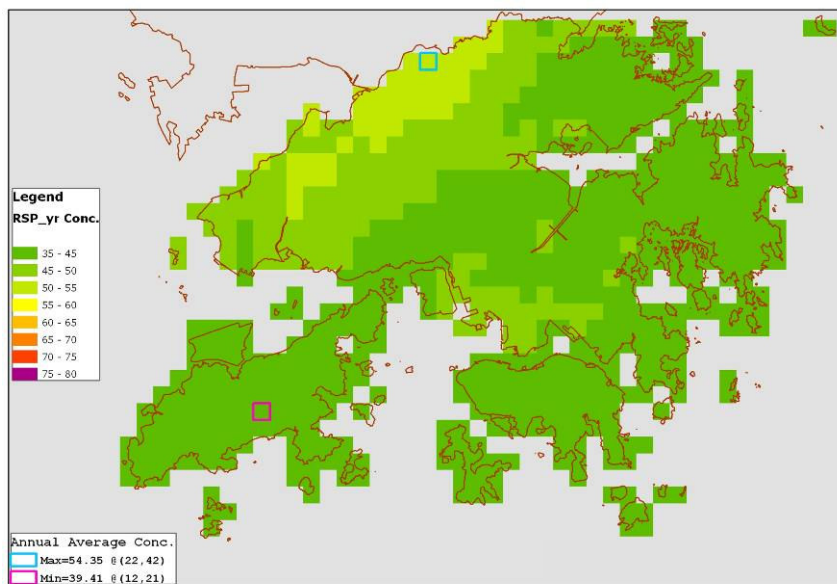 Legend
RSP_yr Conc.
35 - 45
45 - 50
50 - 55
55 - 60
60 - 65
65 - 70
70 - 75
75 - 80
Annual Average Conc.
Max=54.35 @(22,42)
Min=39.41 @(12,21)